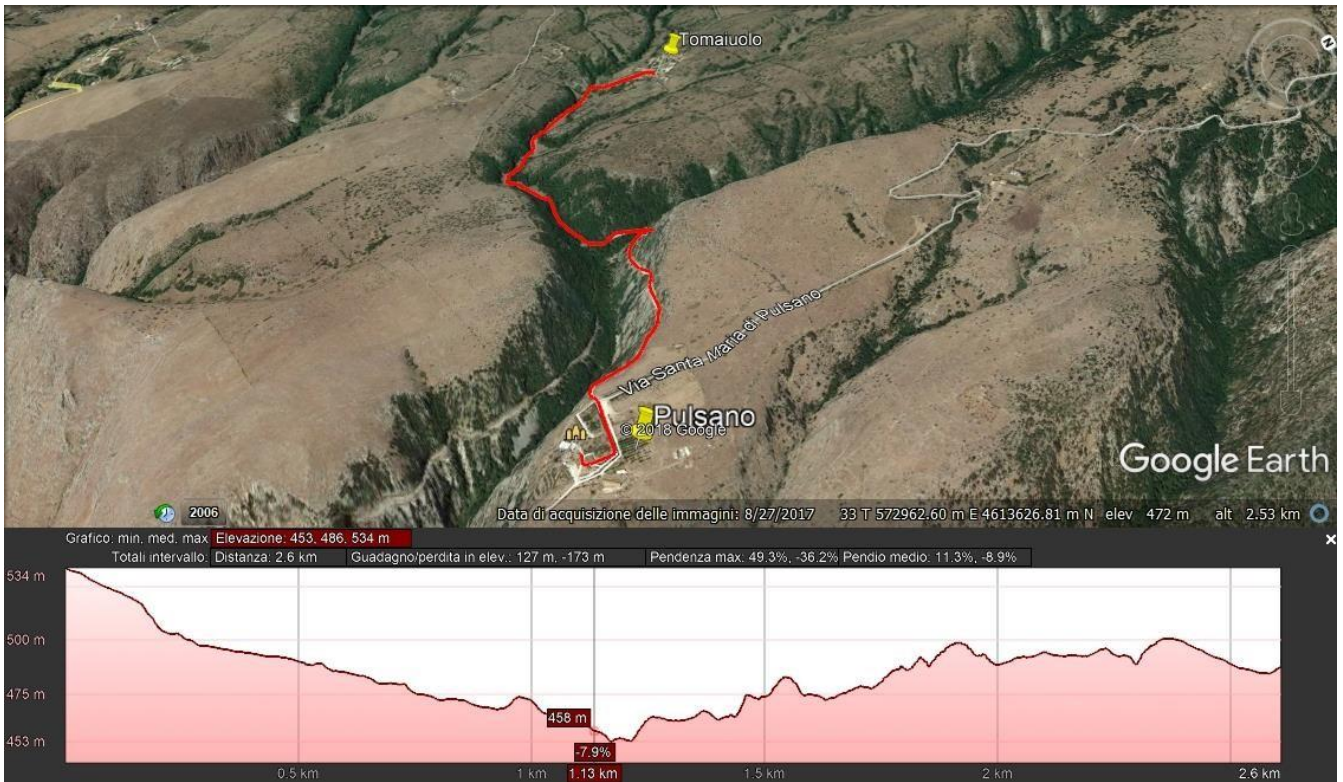 Tomaiuolo
Via Santa Maria di Pulsano
Pulsano
© 2018 Google
Google Earth
2006
Data di acquisizione delle immagini: 8/27/2017 33 T 572962.60 m E 4613626.81 m N elev 472 m alt 2.53 km
Grafico: min. med. max Elevazione: 453, 486, 534 m
Totali intervallo: Distanza: 2.6 km Guadagno/perdita in elev.: 127 m. -173 m Pendenza max: 49.3%, -36.2% Pendio medio: 11.3%, -8.9%
534 m
500 m
475 m
458 m
453 m
-7.9%
0.5 km 1 km 1.13 km 1.5 km 2 km 2.6 km